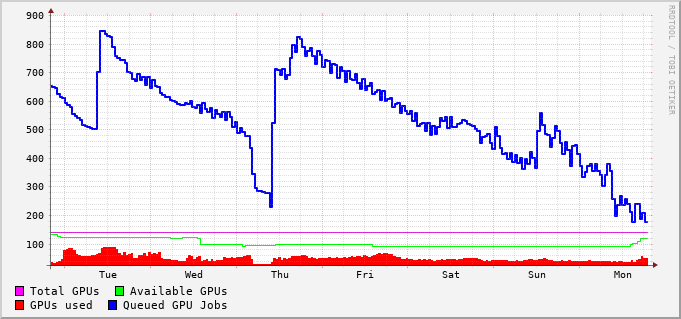 900
800
700
600
500
400
300
200
100
Tue Wed Thu Fri Sat Sun Mon
Total GPUs Available GPUs
GPUs used Queued GPU Jobs
RRDTOOL / TOBI OETIKER